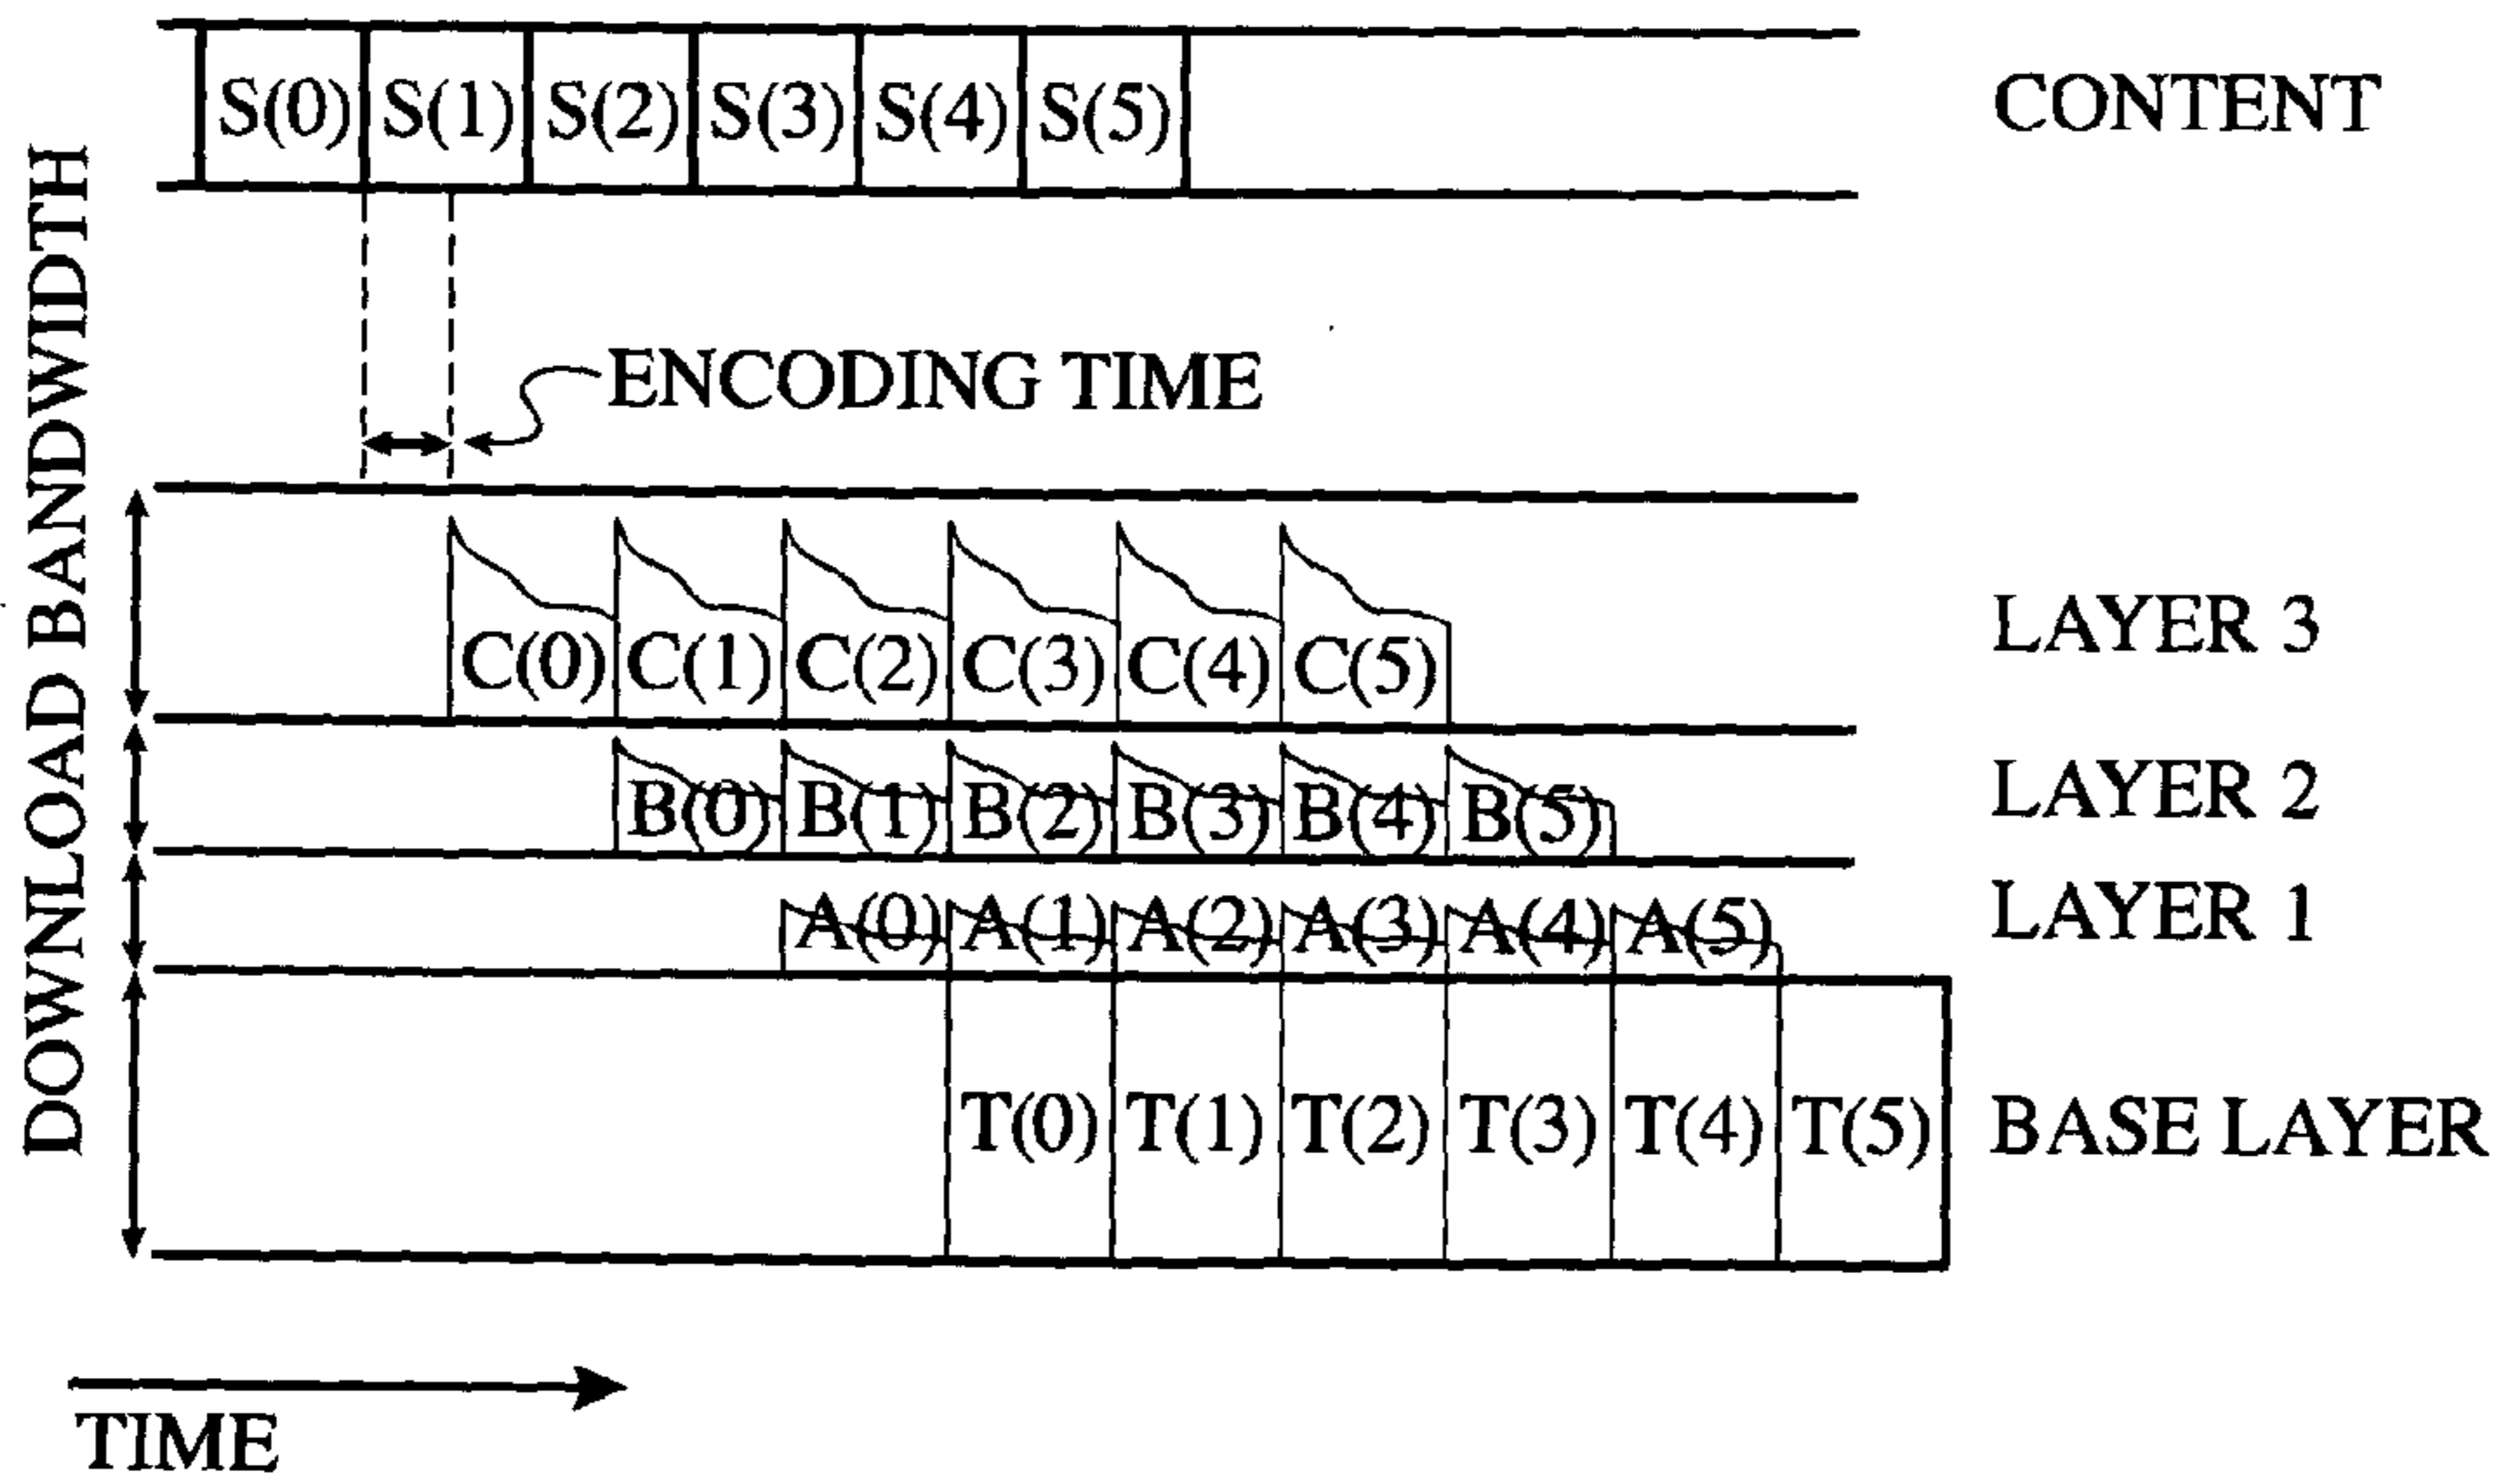 S(0) S(1) S(2) S(3) S(4) S(5) CONTENT
ENCODING TIME
DOWNLOAD BANDWIDTH
C(0) C(1) C(2) C(3) C(4) C(5) LAYER 3
B(0) B(1) B(2) B(3) B(4) B(5) LAYER 2
A(0) A(1) A(2) A(3) A(4) A(5) LAYER 1
T(0) T(1) T(2) T(3) T(4) T(5) BASE LAYER
TIME